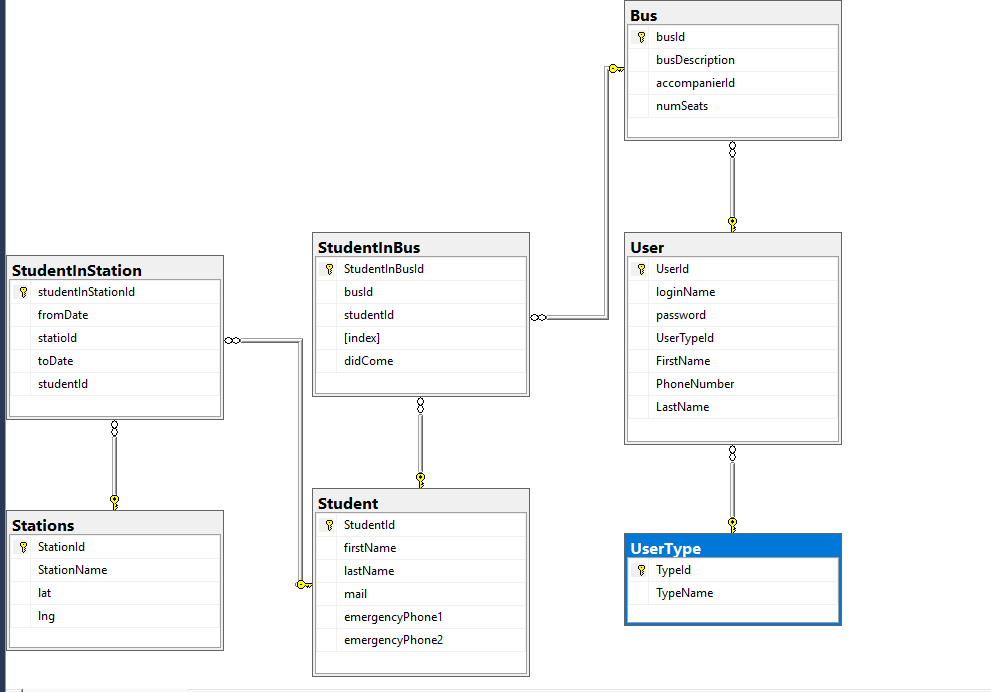 Bus
busId
busDescription
accompanierId
numSeats
StudentInStation
studentInStationId
fromDate
statioId
toDate
studentId
StudentInBus
StudentInBusId
busId
studentId
[index]
didCome
User
UserId
loginName
password
UserTypeId
FirstName
PhoneNumber
LastName
Stations
StationId
StationName
lat
lng
Student
StudentId
firstName
lastName
mail
emergencyPhone1
emergencyPhone2
UserType
TypeId
TypeName